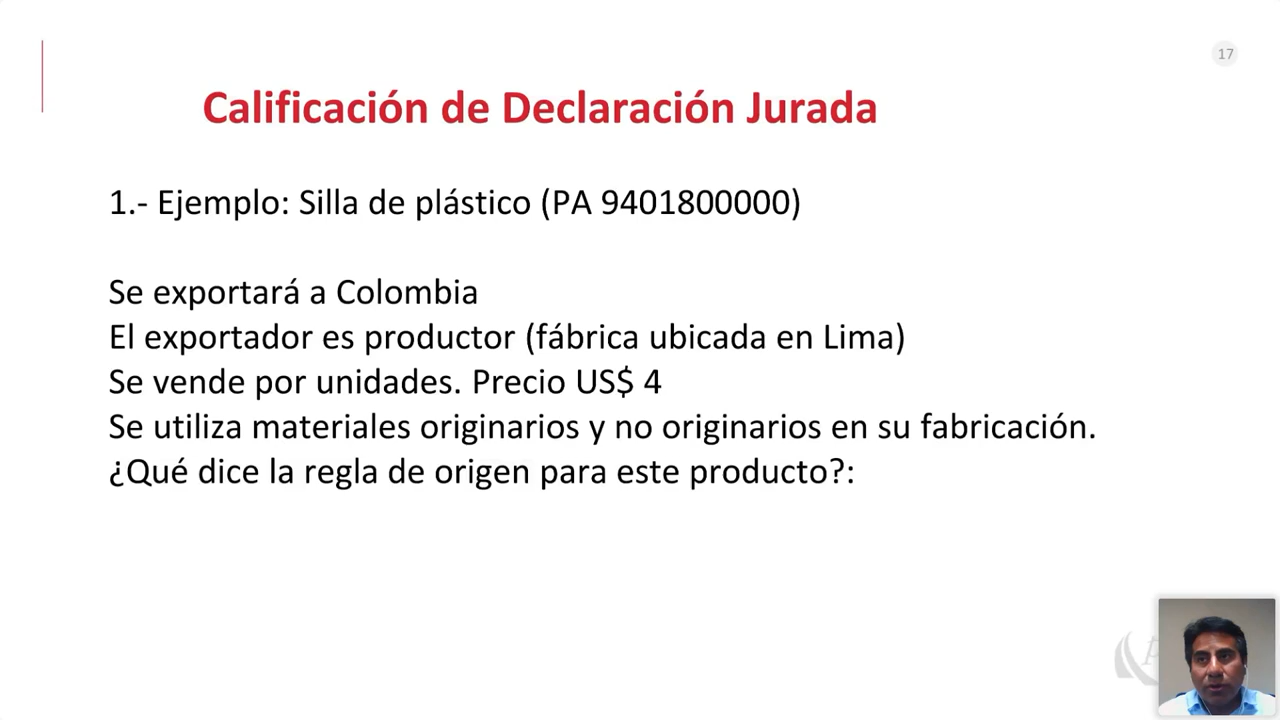 17
Calificación de Declaración Jurada
1.- Ejemplo: Silla de plástico (PA 9401800000)
Se exportará a Colombia
El exportador es productor (fábrica ubicada en Lima)
Se vende por unidades. Precio US$ 4
Se utiliza materiales originarios y no originarios en su fabricación.
¿Qué dice la regla de origen para este producto?: